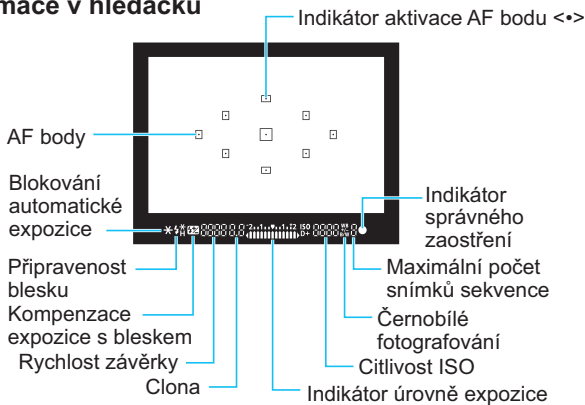 mace v hledáčku
Indikátor aktivace AF bodu <•>
AF body
Blokování
automatické
expozice
Připravenost
blesku
Kompenzace
expozice s bleskem
Rychlost závěrky
Clona
Indikátor
správného
zaostření
Maximální počet
snímků sekvence
Černobílé
fotografování
Citlivost ISO
Indikátor úrovně expozice
ISO
D+